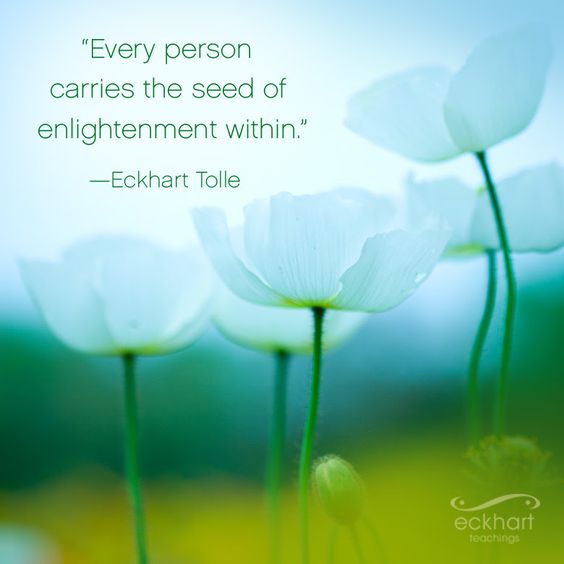 “Every person
carries the seed of
enlightenment within.”
—Eckhart Tolle
eckhart
teachings